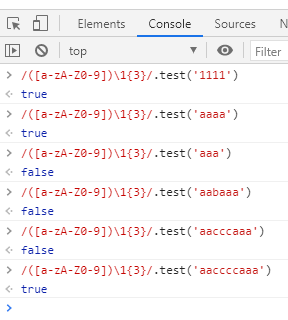 Elements Console Sources
top Filter
> /([a-zA-Z0-9])\1{3}/.test('1111')
true
> /([a-zA-Z0-9])\1{3}/.test('aaaa')
true
> /([a-zA-Z0-9])\1{3}/.test('aaa')
false
> /([a-zA-Z0-9])\1{3}/.test('aabaaa')
false
> /([a-zA-Z0-9])\1{3}/.test('aacccaaa')
false
> /([a-zA-Z0-9])\1{3}/.test('aaccccaaa')
true
>